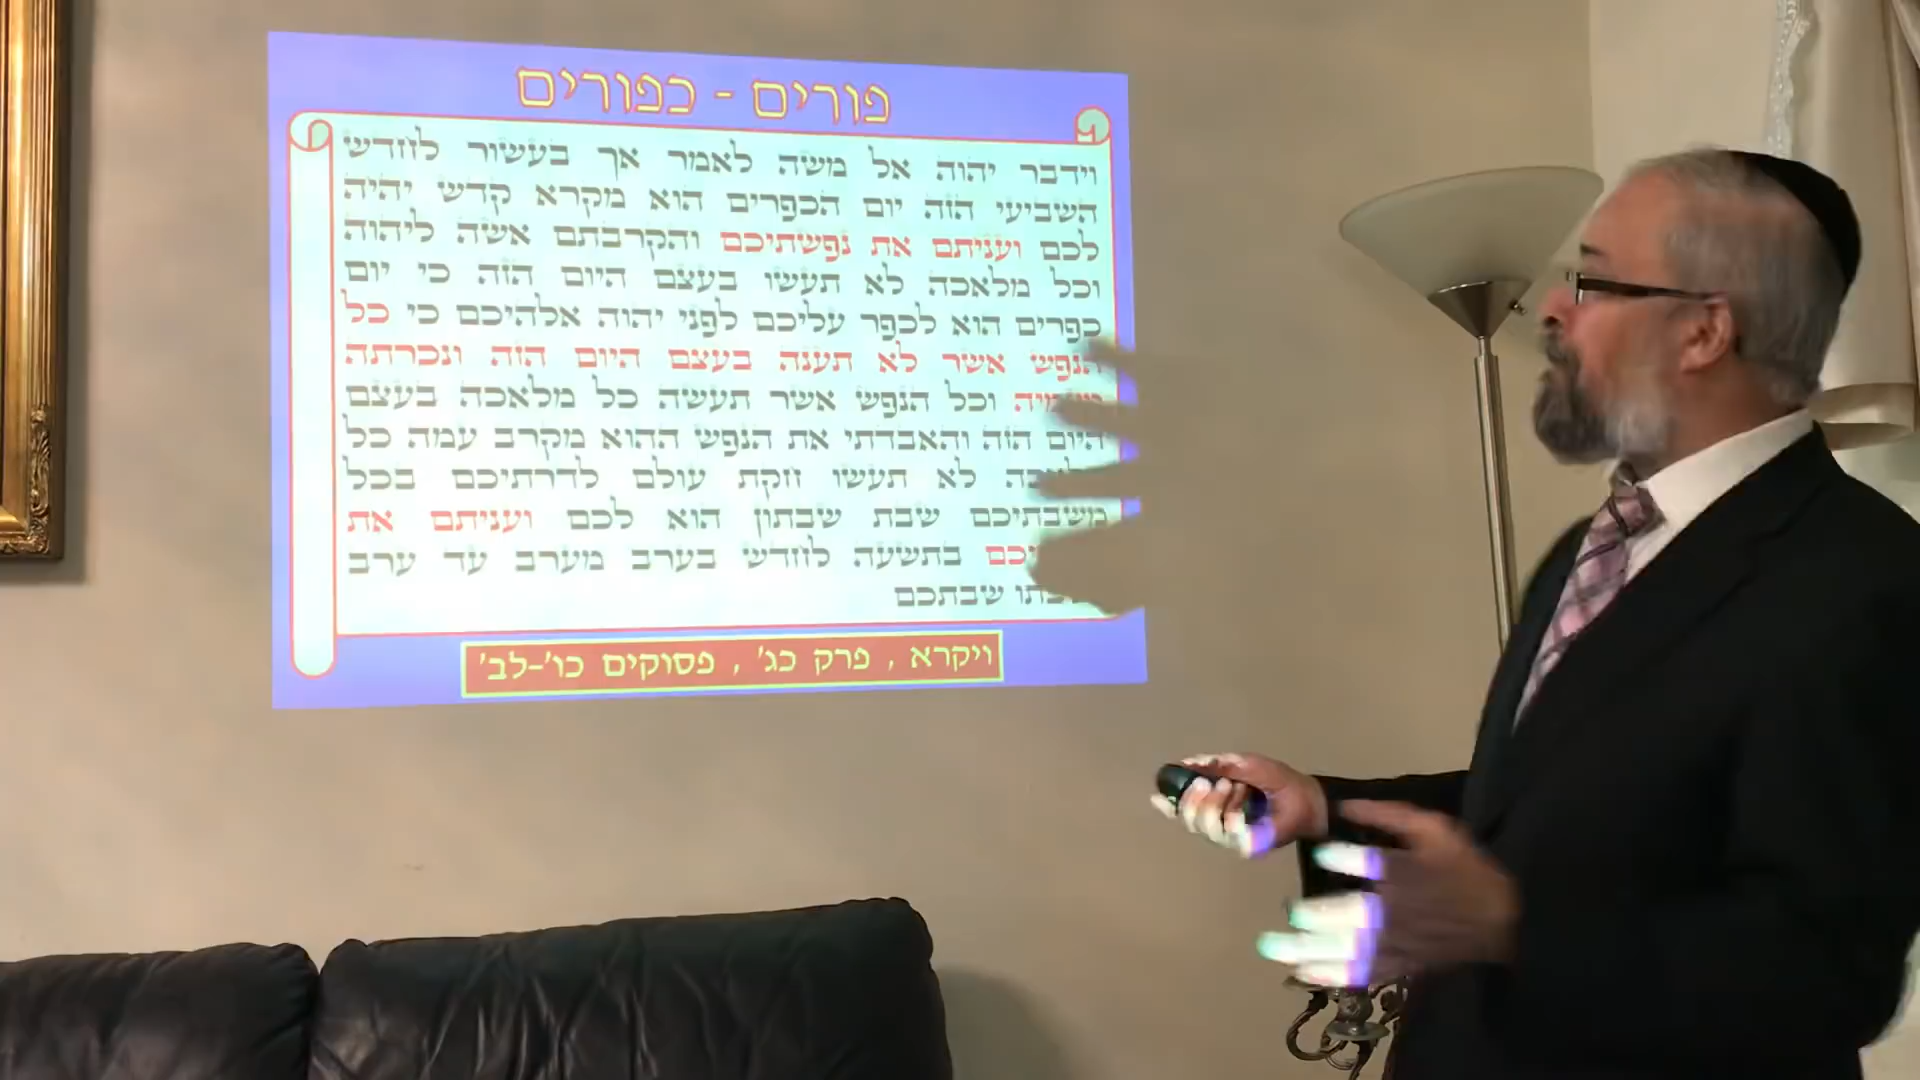 פורים - כפורים
וידבר יהוה אל משה לאמר אך בעשור לחדש
השביעי הזה יום הכפרים הוא מקרא קדש יהיה
לכם ועניתם את נפשתיכם והקרבתם אשה ליהוה
וכל מלאכה לא תעשו בעצם היום הזה כי יום
כפרים הוא לכפר עליכם לפני יהוה אלהיכם כי כל
הנפש אשר לא תענה בעצם היום הזה ונכרתה
וכל הנפש אשר תעשה כל מלאכה בעצם
היום הזה והאבדתי את הנפש ההוא מקרב עמה כל
לא תעשו חקת עולם לדרתיכם בכל
משבתיכם שבת שבתון הוא לכם ועניתם את
בתשעה לחדש בערב מערב עד ערב
שבתכם
ויקרא , פרק כג' , פסוקים כו'-לב'